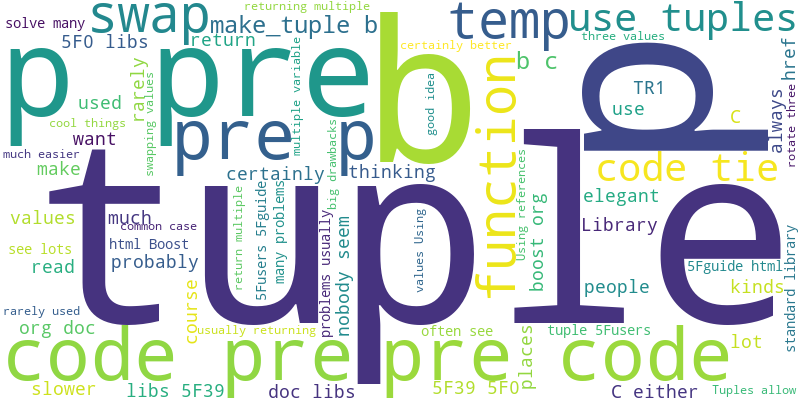 returning multiple
solve many
swap
make_tuple b
temp
use tuples
5F0 libs
return
certainly better
three values
p
pre
b
a
href
rarely
multiple variable
good idea
function
b c
TR1
used
use
c
always
rotate three
cool things
swapping values
want
pre p
code tie
much easier
make
certainly
thinking
big drawbacks
tuple
elegant
values
much
common case
Library
return multiple
5Fusers 5Fguide
many problems
problems usually
nobody seem
values Using
Using references
boost org
see lots
html Boost
read
probably
5Fguide html
standard library
people
kinds
rarely used
org doc
course
usually returning
often see
places
tuple 5Fusers
lot
code pre
pre code
slower
libs 5F39
doc libs
5F39 5F0
C either
Tuples allow